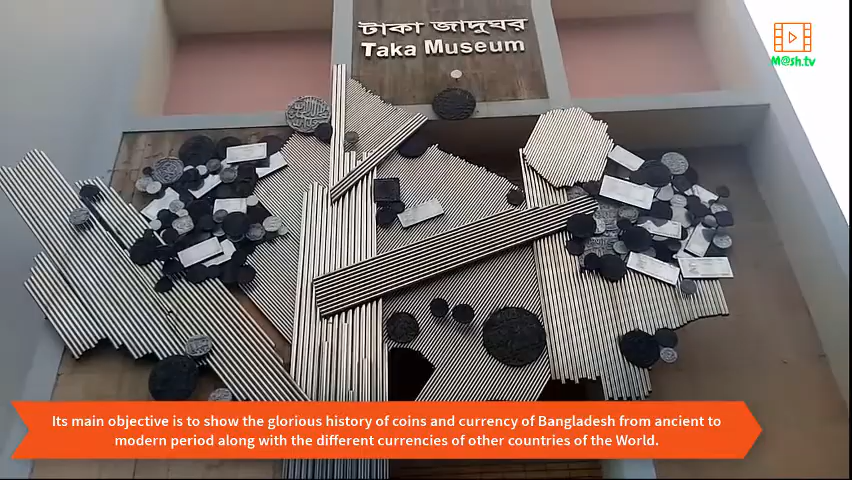 টাকা জাদুঘর
Taka Museum
M@sh.tv
Its main objective is to show the glorious history of coins and currency of Bangladesh from ancient to
modern period along with the different currencies of other countries of the World.